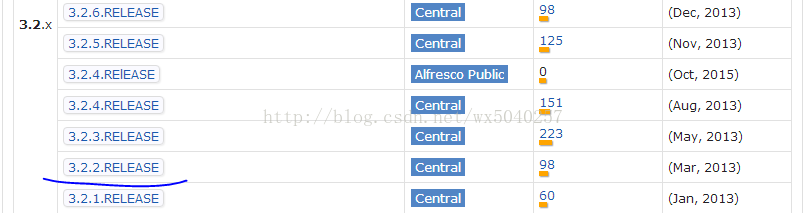 3.2.6.RELEASE Central 98 (Dec, 2013)
3.2.x
3.2.5.RELEASE Central 125 (Nov, 2013)
3.2.4.RElEASE Alfresco Public 0 (Oct, 2015)
3.2.4.RELEASE Central 151 (Aug, 2013)
http://blog.csdn.net/wx5040257
3.2.3.RELEASE Central 223 (May, 2013)
3.2.2.RELEASE Central 98 (Mar, 2013)
3.2.1.RELEASE Central 60 (Jan, 2013)